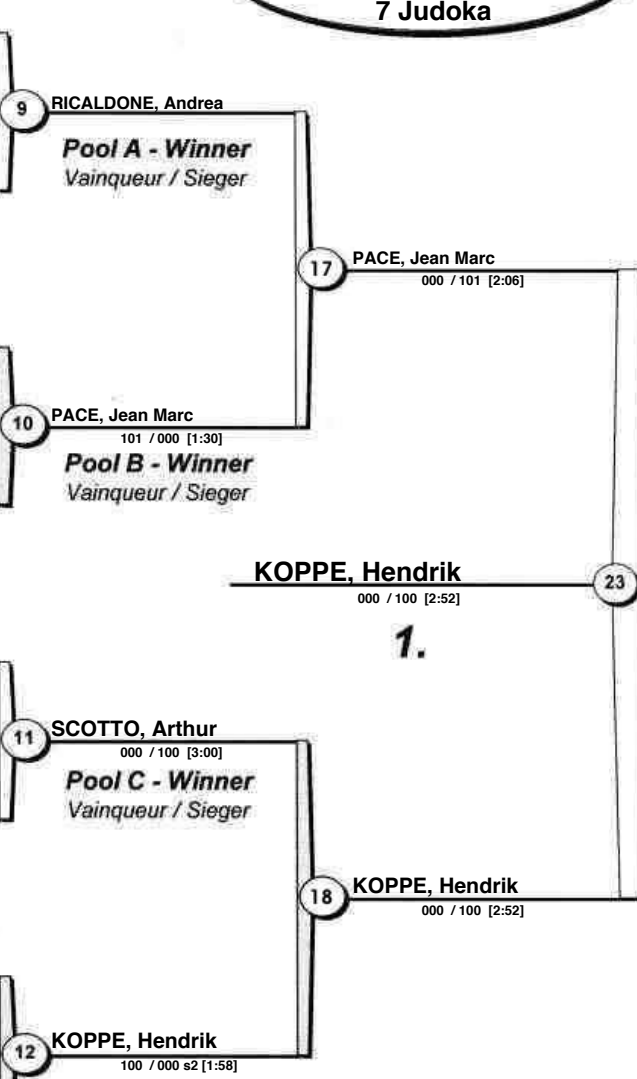 7 Judoka
9
RICALDONE, Andrea
Pool A - Winner
Vainqueur / Sieger
17
PACE, Jean Marc
000 / 101 [2:06]
10
PACE, Jean Marc
101 / 000 [1:30]
Pool B - Winner
Vainqueur / Sieger
KOPPE, Hendrik
23
000 / 100 [2:52]
1.
11
SCOTTO, Arthur
000 / 100 [3:00]
Pool C - Winner
Vainqueur / Sieger
18
KOPPE, Hendrik
000 / 100 [2:52]
12
KOPPE, Hendrik
100 / 000 s2 [1:58]